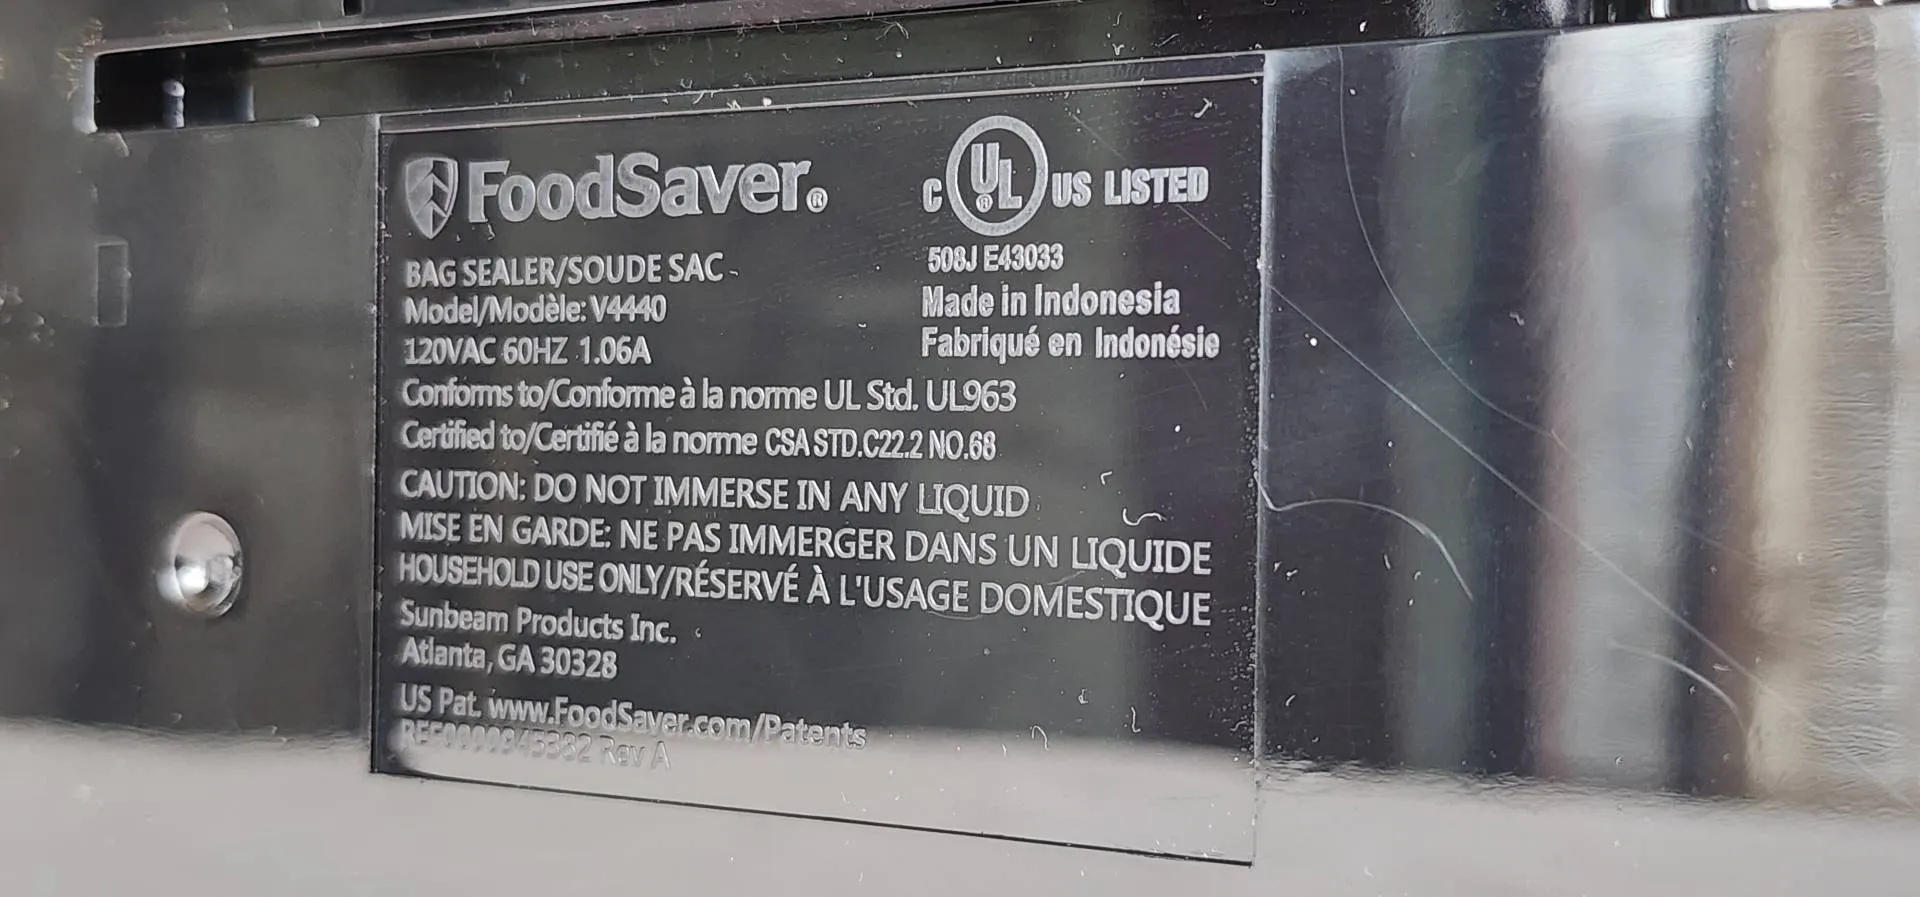 FoodSaver®
BAG SEALER/SOUDE SAC
Model/Modèle: V4440
120VAC 60HZ 1.06A
C UL® US LISTED
508J E43033
Made in Indonesia
Fabriqué en Indonésie
Conforms to/Conforme à la norme UL Std. UL963
Certified to/Certifié à la norme CSA STD.C22.2 NO.68
CAUTION: DO NOT IMMERSE IN ANY LIQUID
MISE EN GARDE: NE PAS IMMERGER DANS UN LIQUIDE
HOUSEHOLD USE ONLY/RÉSERVÉ À L'USAGE DOMESTIQUE
Sunbeam Products Inc.
Atlanta, GA 30328
US Pat. www.FoodSaver.com/Patents
Rev A